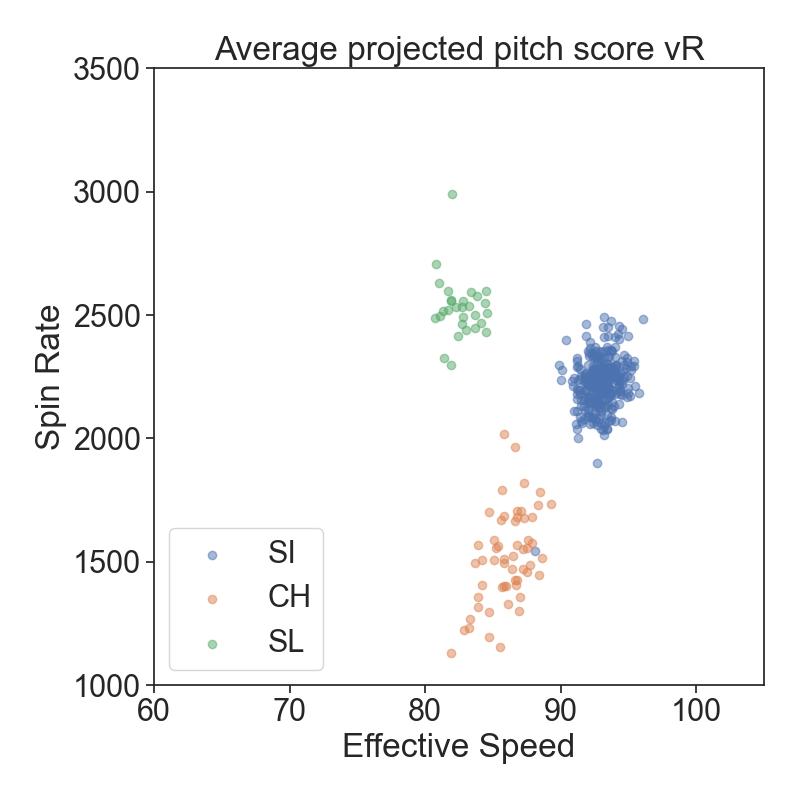 Average projected pitch score vR
3500
3000
2500
2000
1500
1000
Spin Rate
SI
CH
SL
60 70 80 90 100
Effective Speed